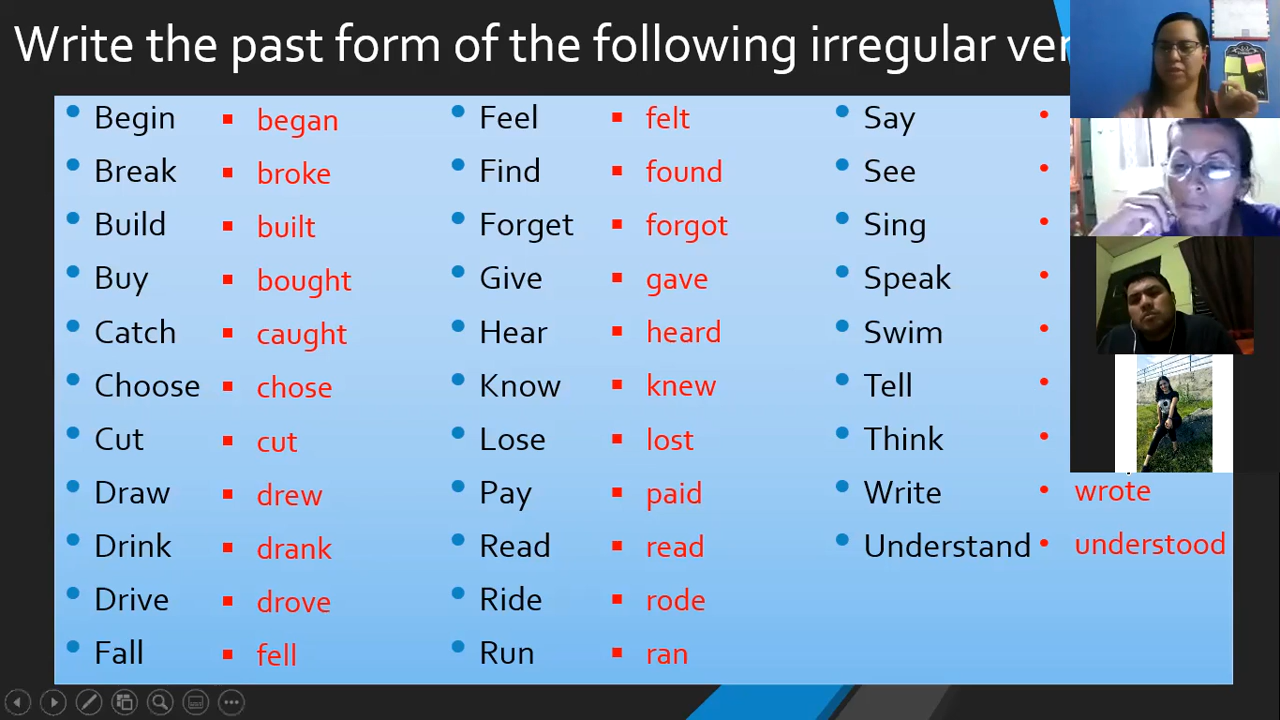 Write the past form of the following irregular
Begin began
Break broke
Build built
Buy bought
Catch caught
Choose chose
Cut cut
Draw drew
Drink drank
Drive drove
Fall fell
Feel felt
Find found
Forget forgot
Give gave
Hear heard
Know knew
Lose lost
Pay paid
Read read
Ride rode
Run ran
Say
See
Sing
Speak
Swim
Tell
Think
Write wrote
Understand understood